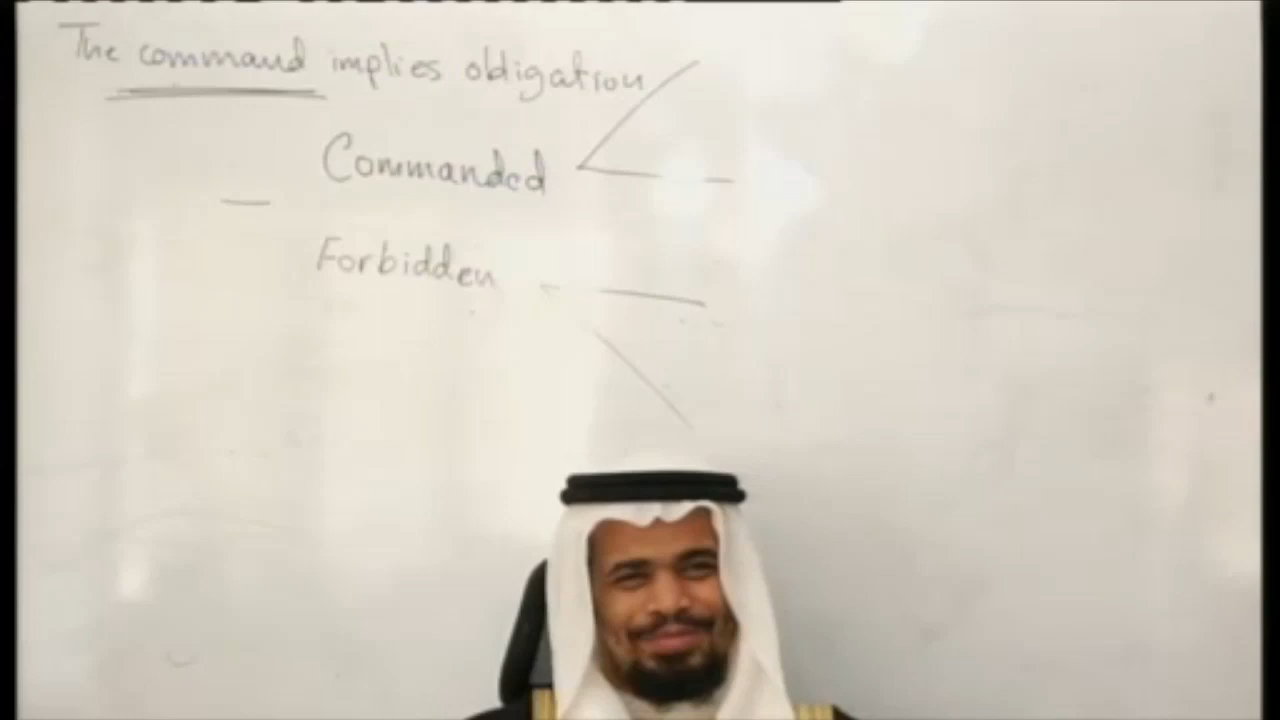 The command implies obligation
Commanded
Forbidden